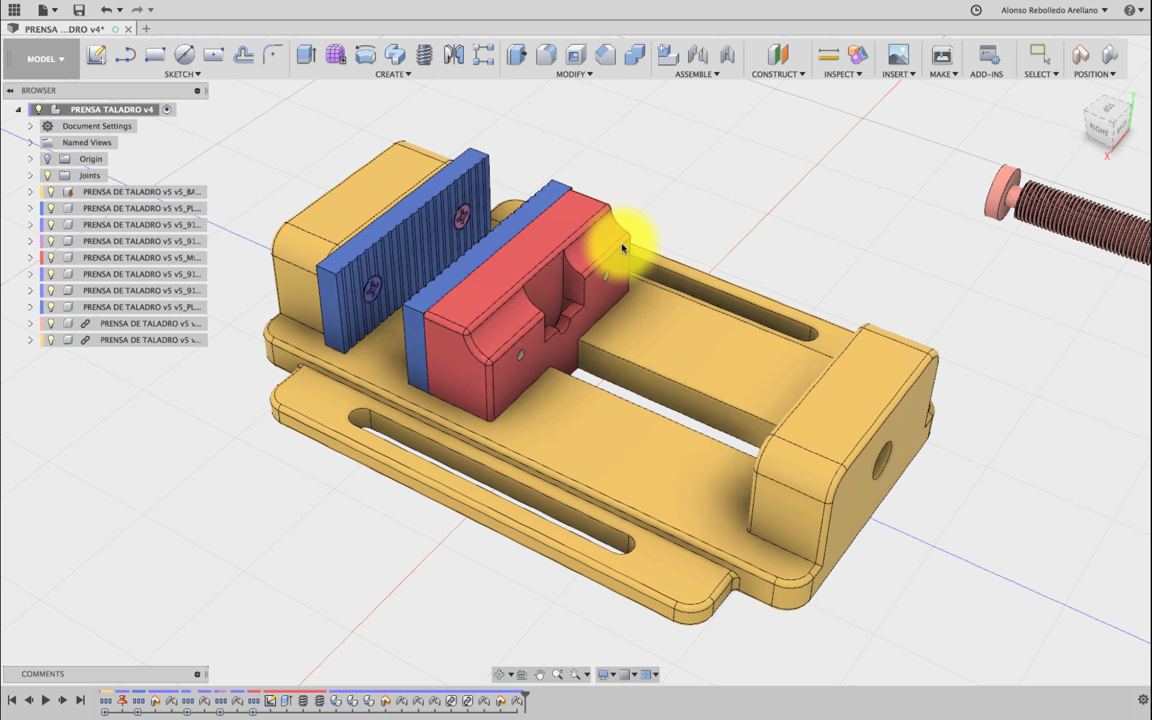 Alonso Rebolledo Arellano
PRENSA ...DRO v4*
MODEL
SKETCH
CREATE
MODIFY
ASSEMBLE
CONSTRUCT
INSPECT
INSERT
MAKE
ADD-INS
SELECT
POSITION
BROWSER
PRENSA TALADRO v4
Document Settings
Named Views
Origin
Joints
PRENSA DE TALADRO v5 v5_BA...
PRENSA DE TALADRO v5 v5_PL...
PRENSA DE TALADRO v5 v5_91...
PRENSA DE TALADRO v5 v5_91...
PRENSA DE TALADRO v5 v5_M...
PRENSA DE TALADRO v5 v5_91...
PRENSA DE TALADRO v5 v5_91...
PRENSA DE TALADRO v5 v5_PL...
PRENSA DE TALADRO v5 v...
PRENSA DE TALADRO v5 v...
RIGHT
X
COMMENTS